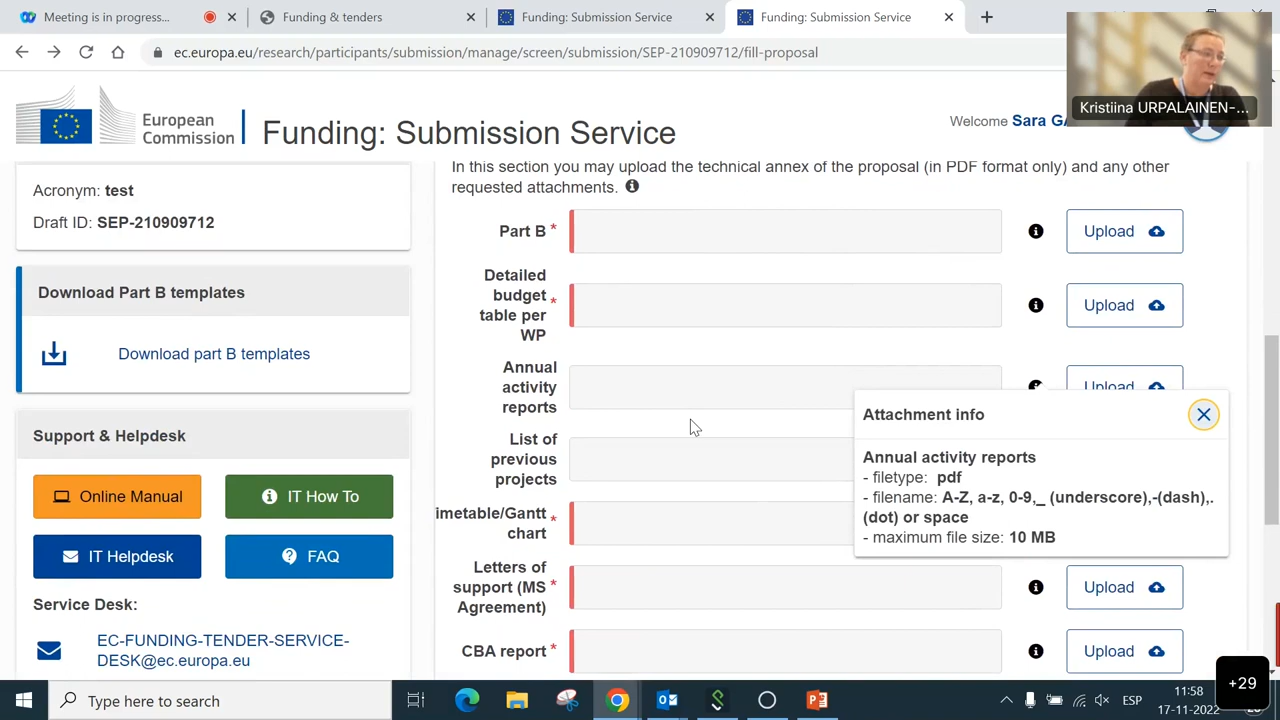 Meeting is in progress...
Funding & tenders
Funding: Submission Service
Funding: Submission Service
ec.europa.eu/research/participants/submission/manage/screen/submission/SEP-210909712/fill-proposal
Kristiina URPALAINEN-...
European
Commission
Funding: Submission Service
Welcome Sara GA
Acronym: test
Draft ID: SEP-210909712
Download Part B templates
Download part B templates
Support & Helpdesk
Online Manual
IT How To
IT Helpdesk
FAQ
Service Desk:
EC-FUNDING-TENDER-SERVICE-
DESK@ec.europa.eu
In this section you may upload the technical annex of the proposal (in PDF format only) and any other
requested attachments.
Part B *
Upload
Detailed
budget
table per *
WP
Upload
Annual
activity
reports
Upload
List of
previous
projects
imetable/Gantt *
chart
Letters of
support (MS *
Agreement)
Upload
CBA report *
Upload
Attachment info
Annual activity reports
- filetype: pdf
- filename: A-Z, a-z, 0-9,_ (underscore),-(dash),.
(dot) or space
- maximum file size: 10 MB
+29
Type here to search
ESP
11:58
17-11-2022